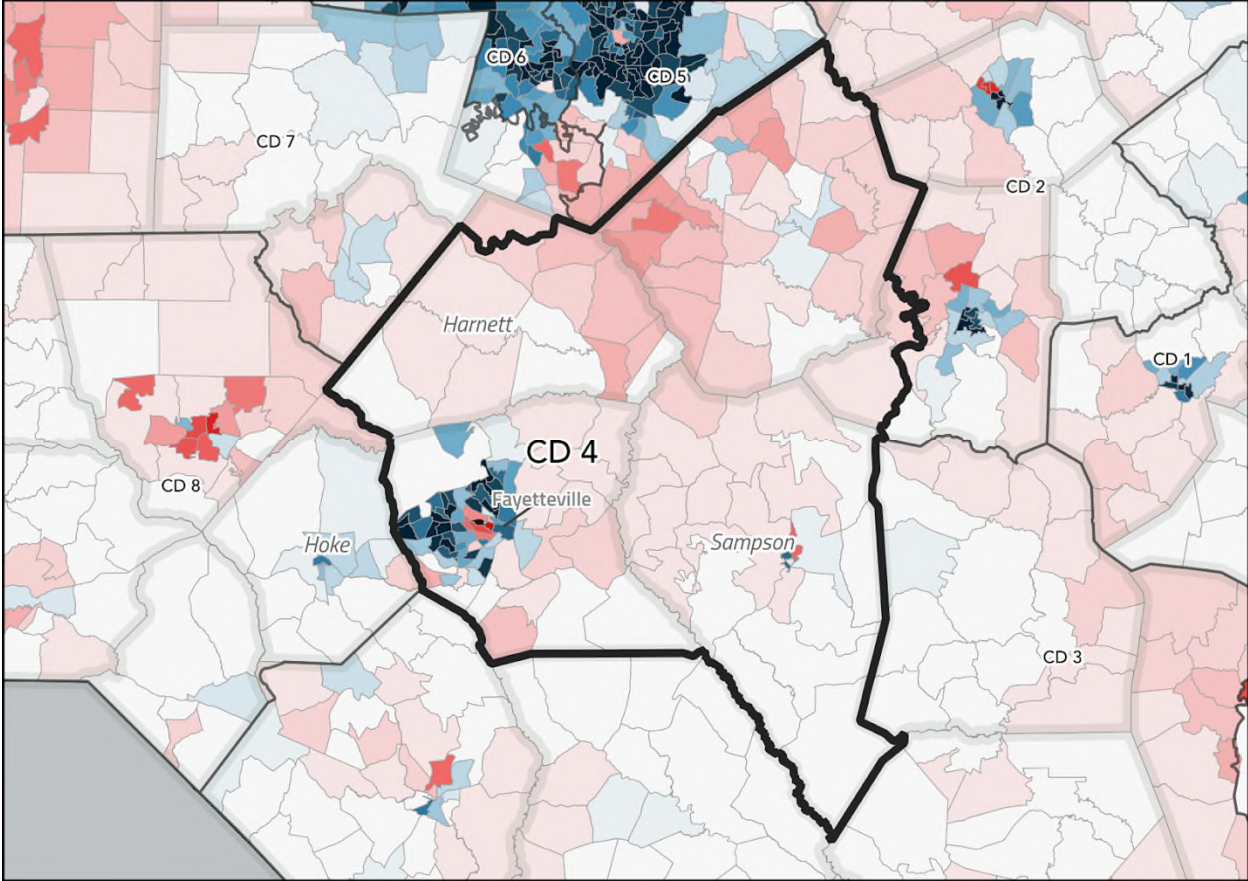 CD 6
CD 5
CD 7
CD 2
Harnett
CD 1
CD 4
CD 8
Fayetteville
Hoke
Sampson
CD 3